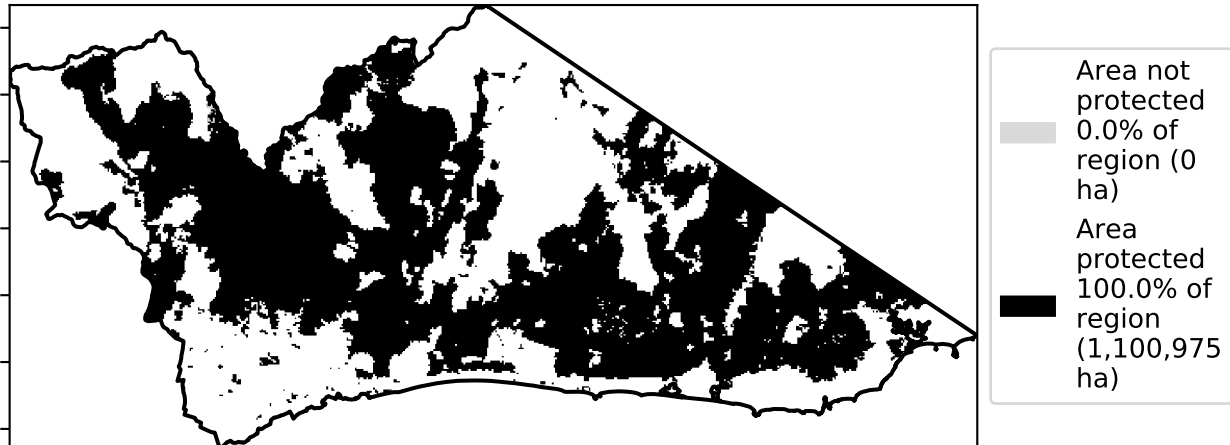 Area not
protected
0.0% of
region (0
ha)
Area
protected
100.0% of
region
(1,100,975
ha)